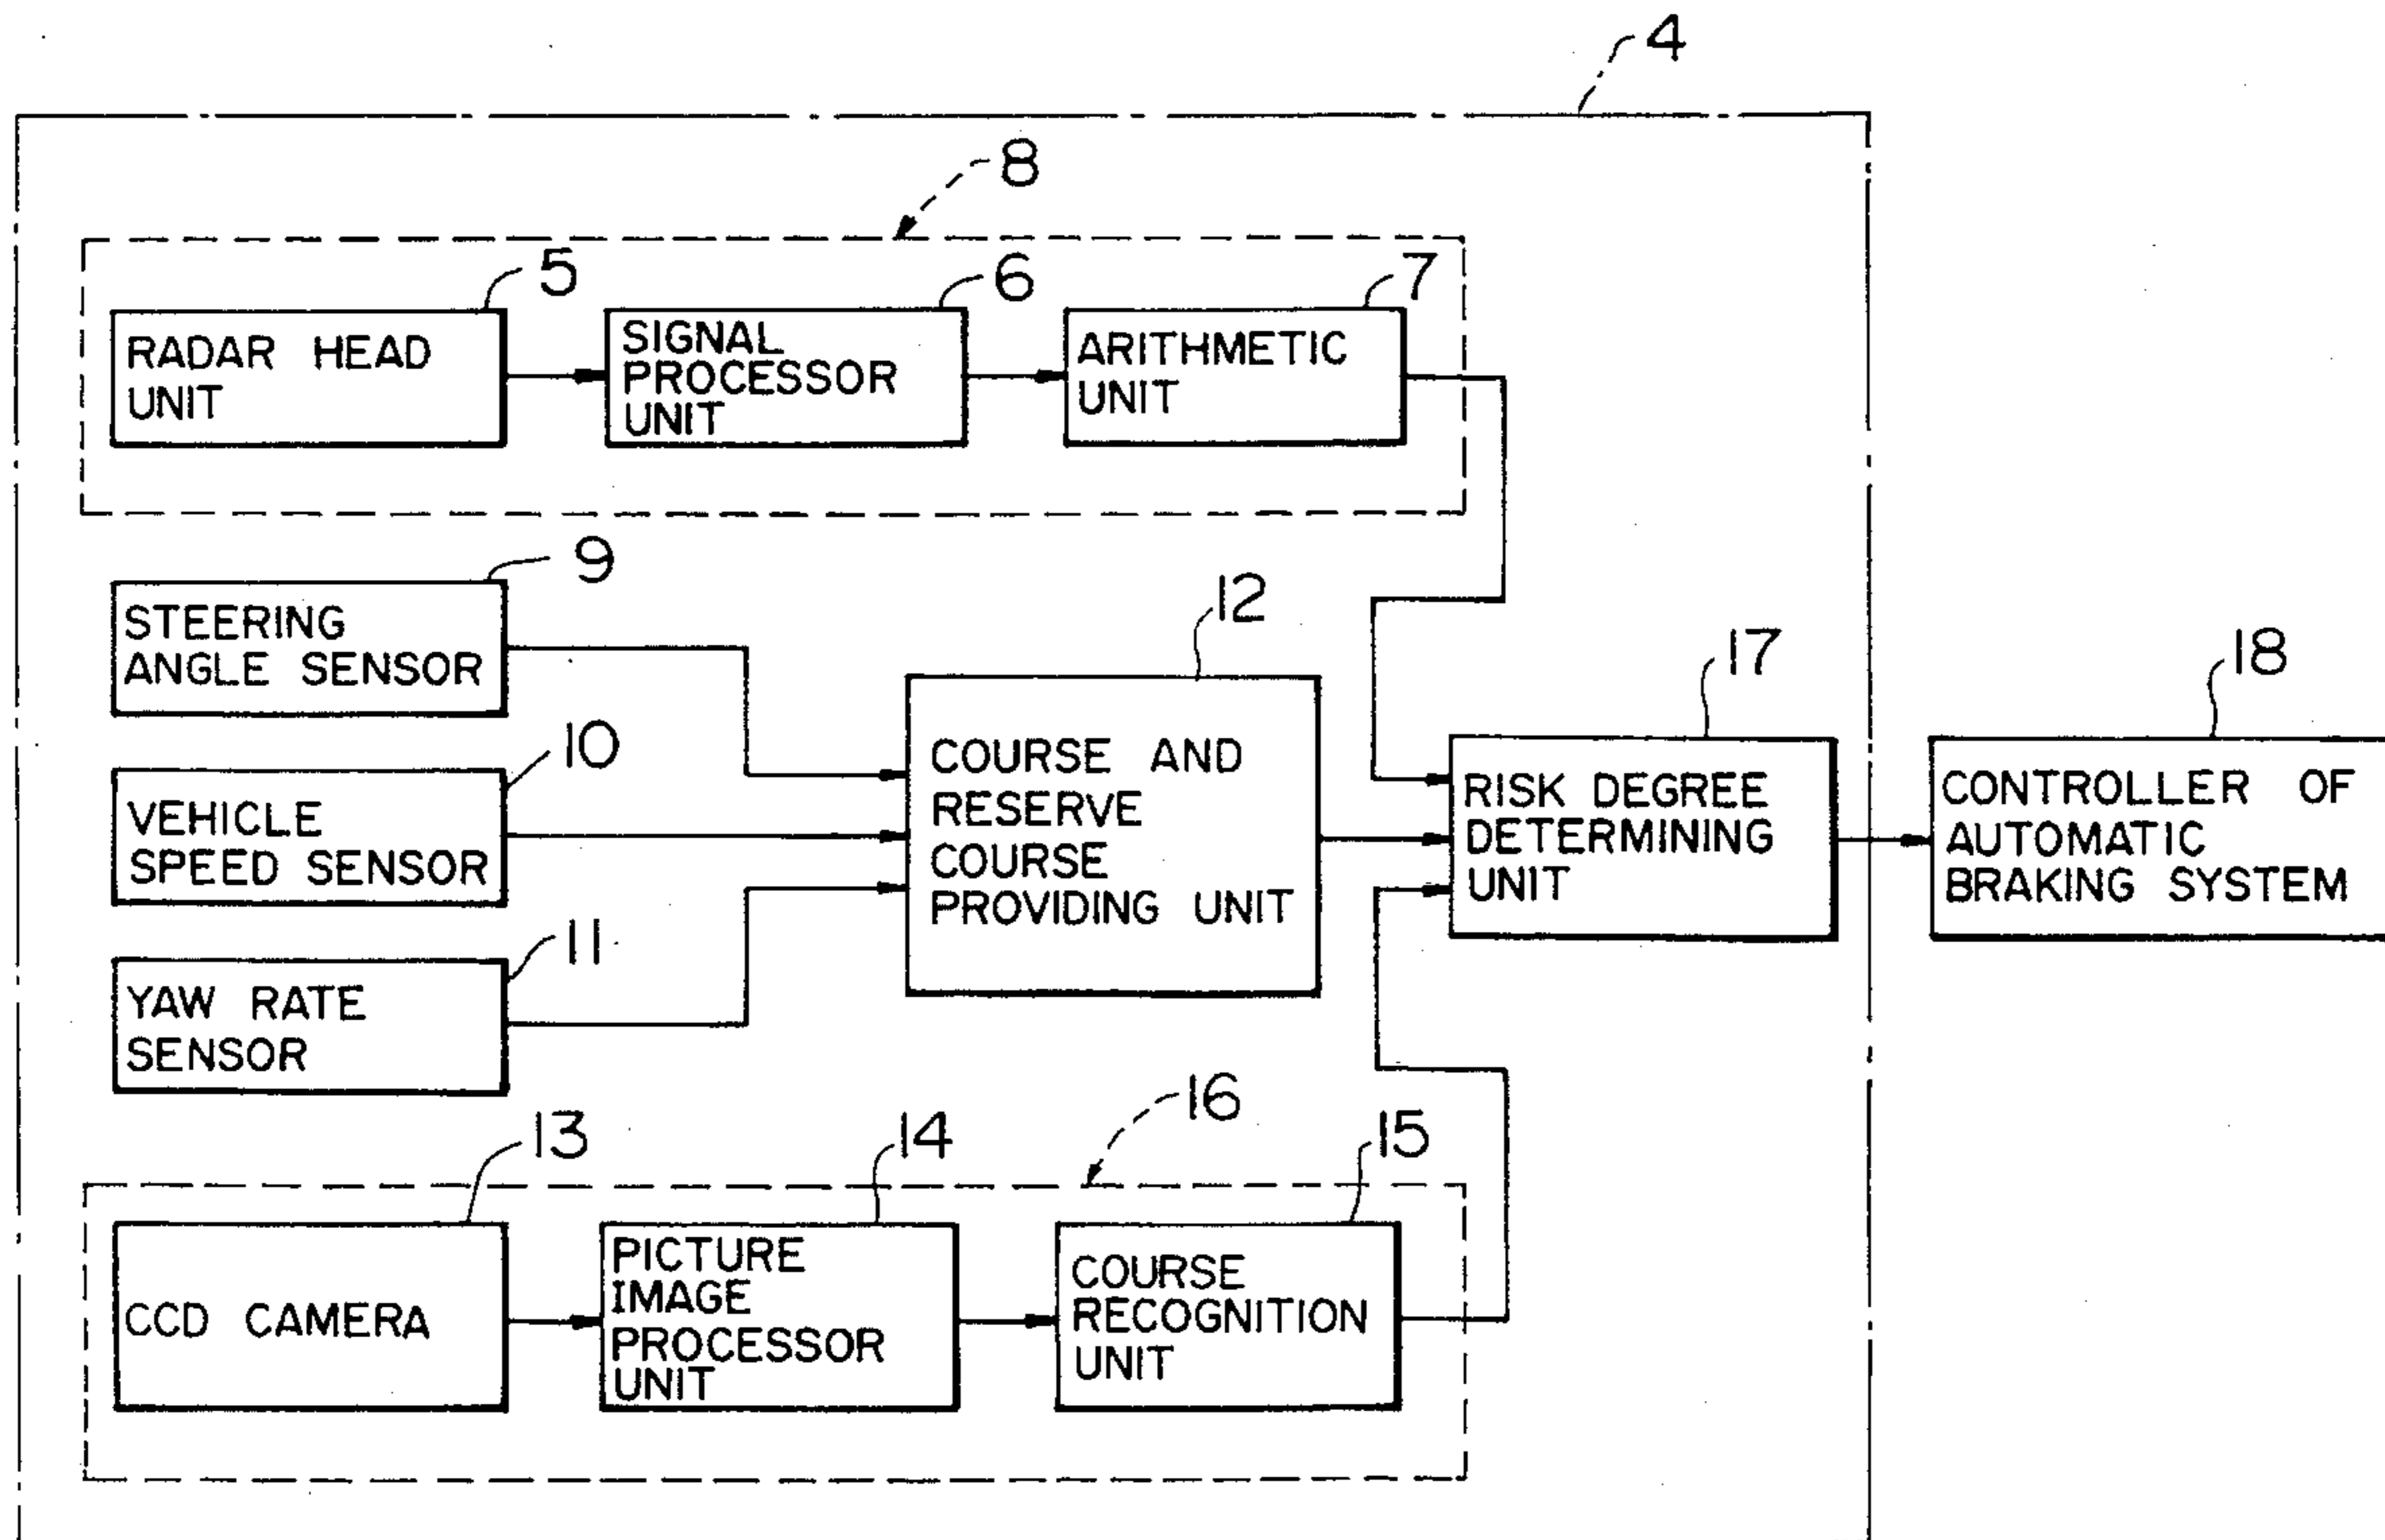 4
8
5
6
7
RADAR HEAD
UNIT
SIGNAL
PROCESSOR
UNIT
ARITHMETIC
UNIT
9
STEERING
ANGLE SENSOR
10
VEHICLE
SPEED SENSOR
11
YAW RATE
SENSOR
12
COURSE AND
RESERVE
COURSE
PROVIDING UNIT
17
RISK DEGREE
DETERMINING
UNIT
18
CONTROLLER OF
AUTOMATIC
BRAKING SYSTEM
16
13
14
15
CCD CAMERA
PICTURE
IMAGE
PROCESSOR
UNIT
COURSE
RECOGNITION
UNIT